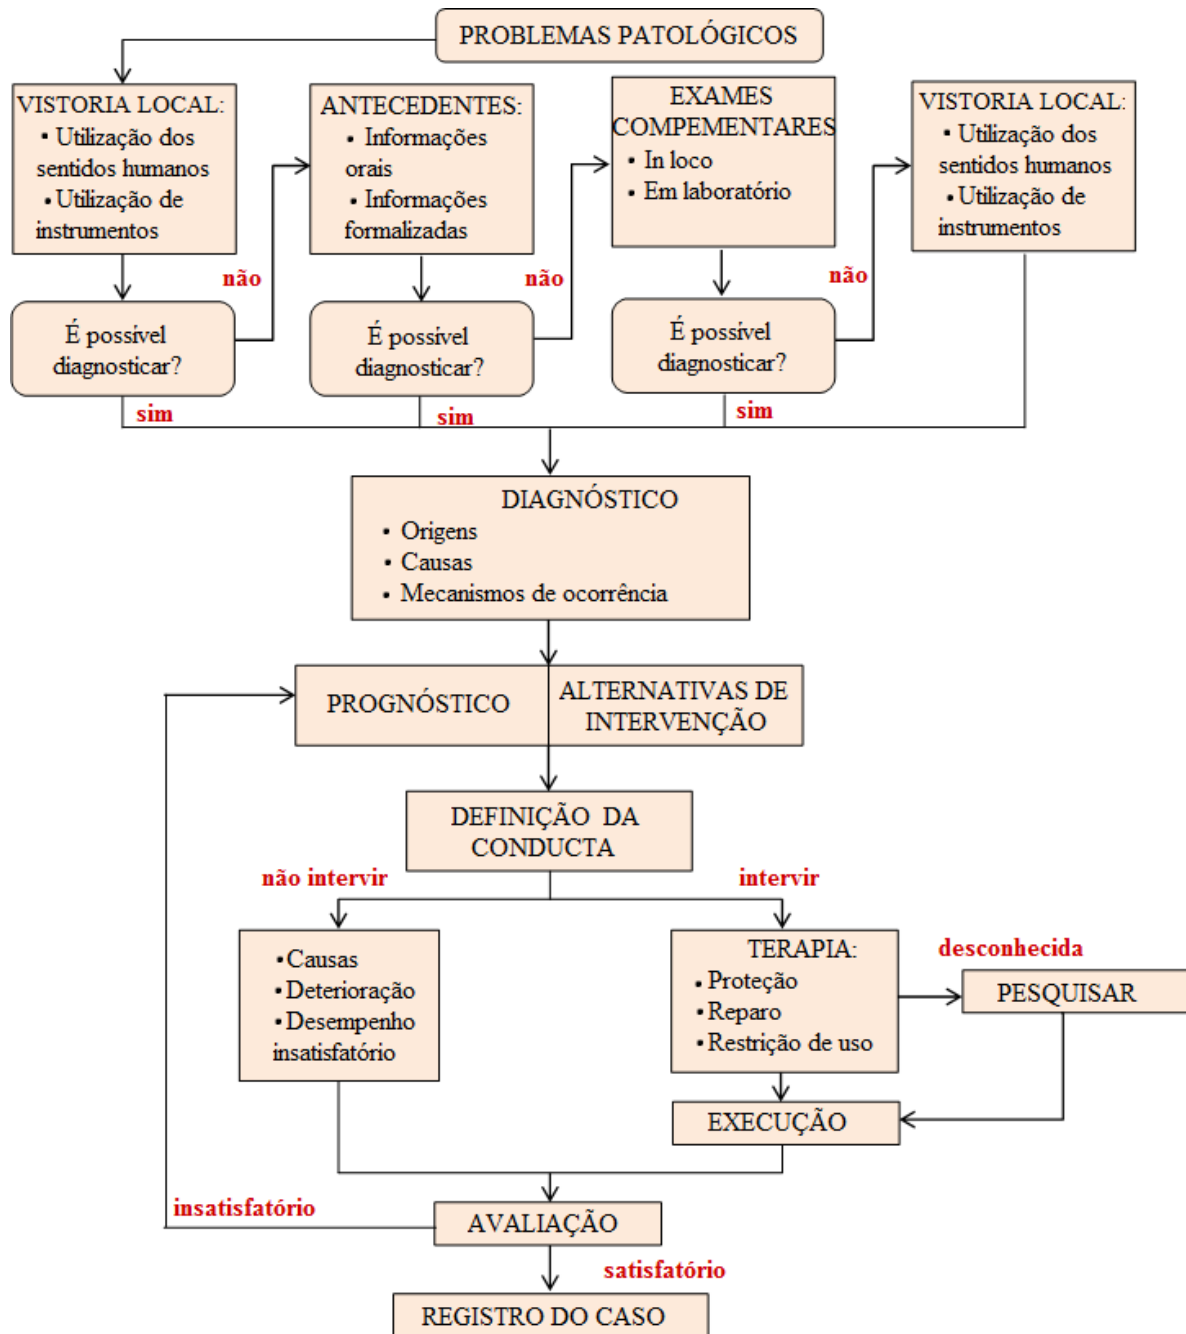 PROBLEMAS PATOLÓGICOS
VISTORIA LOCAL:
• Utilização dos
sentidos humanos
• Utilização de
instrumentos
ANTECEDENTES:
• Informações
orais
• Informações
formalizadas
EXAMES
COMPEMENTARES
• In loco
• Em laboratório
VISTORIA LOCAL:
• Utilização dos
sentidos humanos
• Utilização de
instrumentos
não
não
não
É possível
diagnosticar?
É possível
diagnosticar?
É possível
diagnosticar?
sim
sim
sim
DIAGNÓSTICO
• Origens
• Causas
• Mecanismos de ocorrência
PROGNÓSTICO
ALTERNATIVAS DE
INTERVENÇÃO
DEFINIÇÃO DA
CONDUCTA
não intervir
intervir
• Causas
• Deterioração
• Desempenho
insatisfatório
TERAPIA:
• Proteção
• Reparo
• Restrição de uso
desconhecida
PESQUISAR
EXECUÇÃO
insatisfatório
AVALIAÇÃO
satisfatório
REGISTRO DO CASO